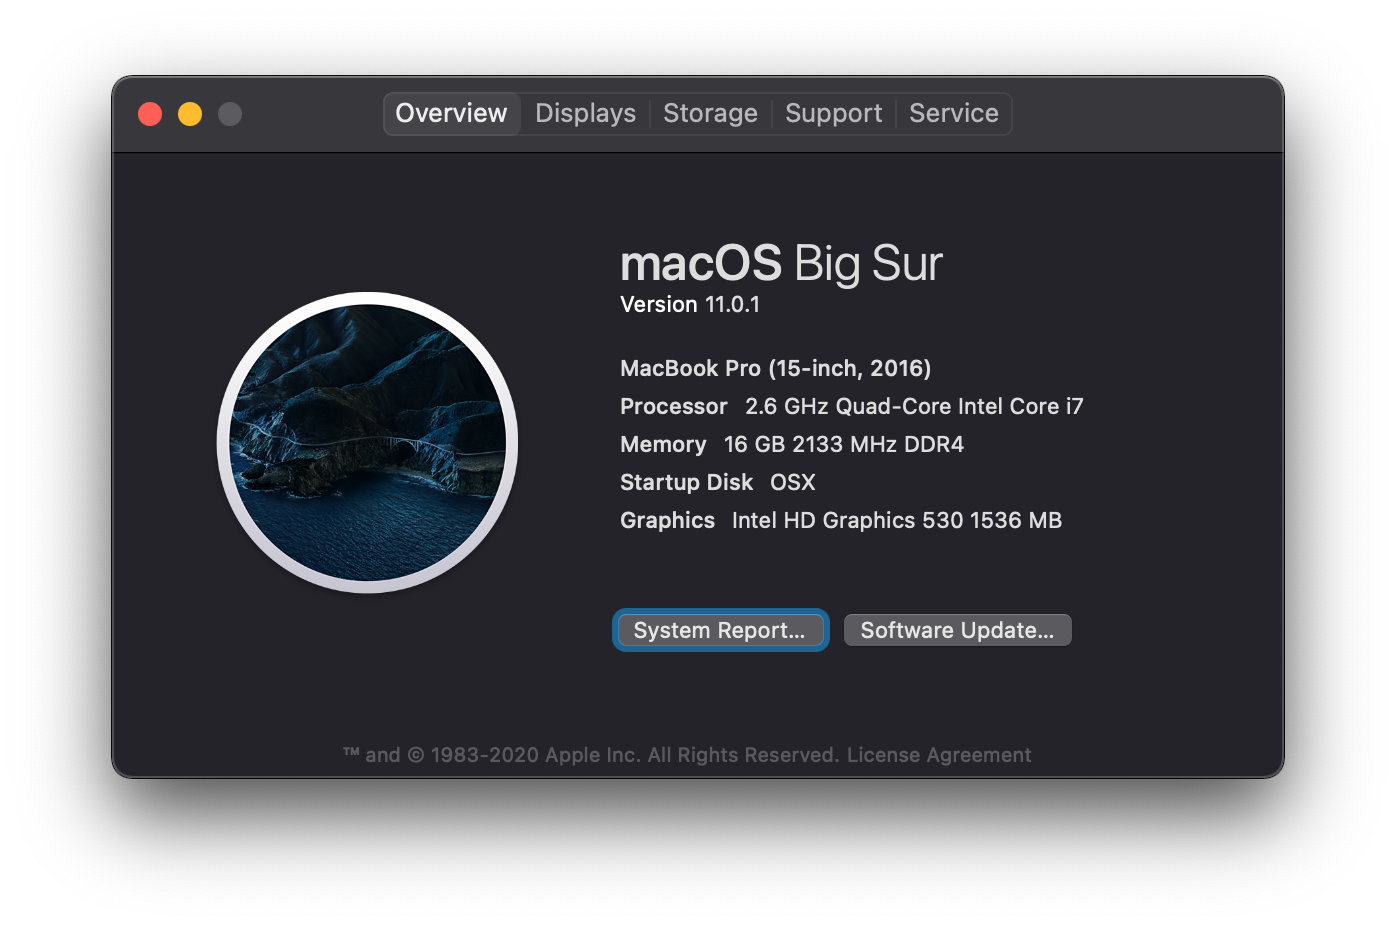 Overview Displays Storage Support Service
macOS Big Sur
Version 11.0.1
MacBook Pro (15-inch, 2016)
Processor 2.6 GHz Quad-Core Intel Core i7
Memory 16 GB 2133 MHz DDR4
Startup Disk OSX
Graphics Intel HD Graphics 530 1536 MB
System Report... Software Update...
™ and © 1983-2020 Apple Inc. All Rights Reserved. License Agreement